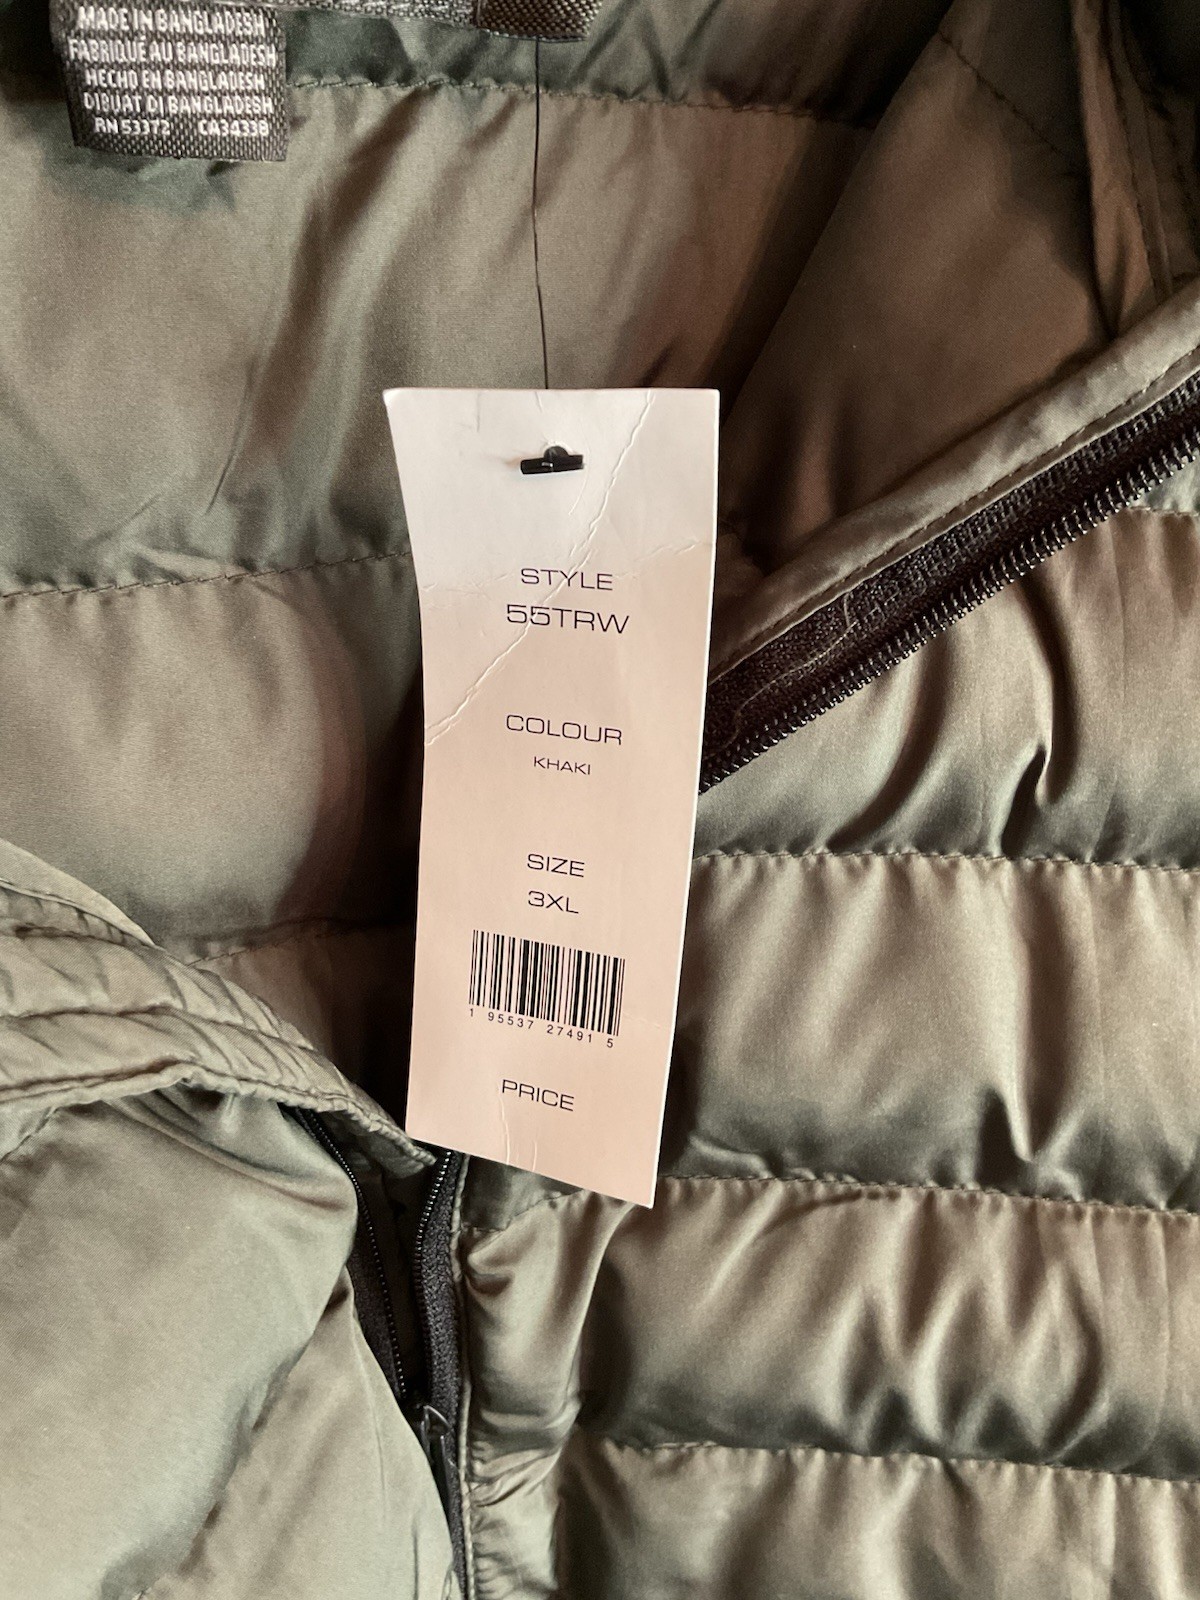 MADE IN BANGLADESH
FABRIQUE AU BANGLADESH
HECHO EN BANGLADESH
DIBUAT DI BANGLADESH
RN 53372 CA34338
STYLE
55TRW
COLOUR
KHAKI
SIZE
3XL
1 95537 27491 5
PRICE